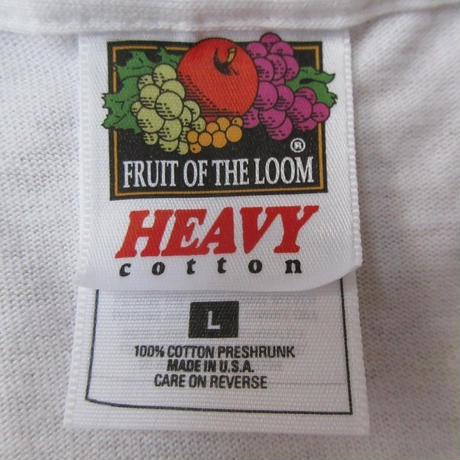 ®
FRUIT OF THE LOOM
HEAVY
cotton
L
100% COTTON PRESHRUNK
MADE IN U.S.A.
CARE ON REVERSE